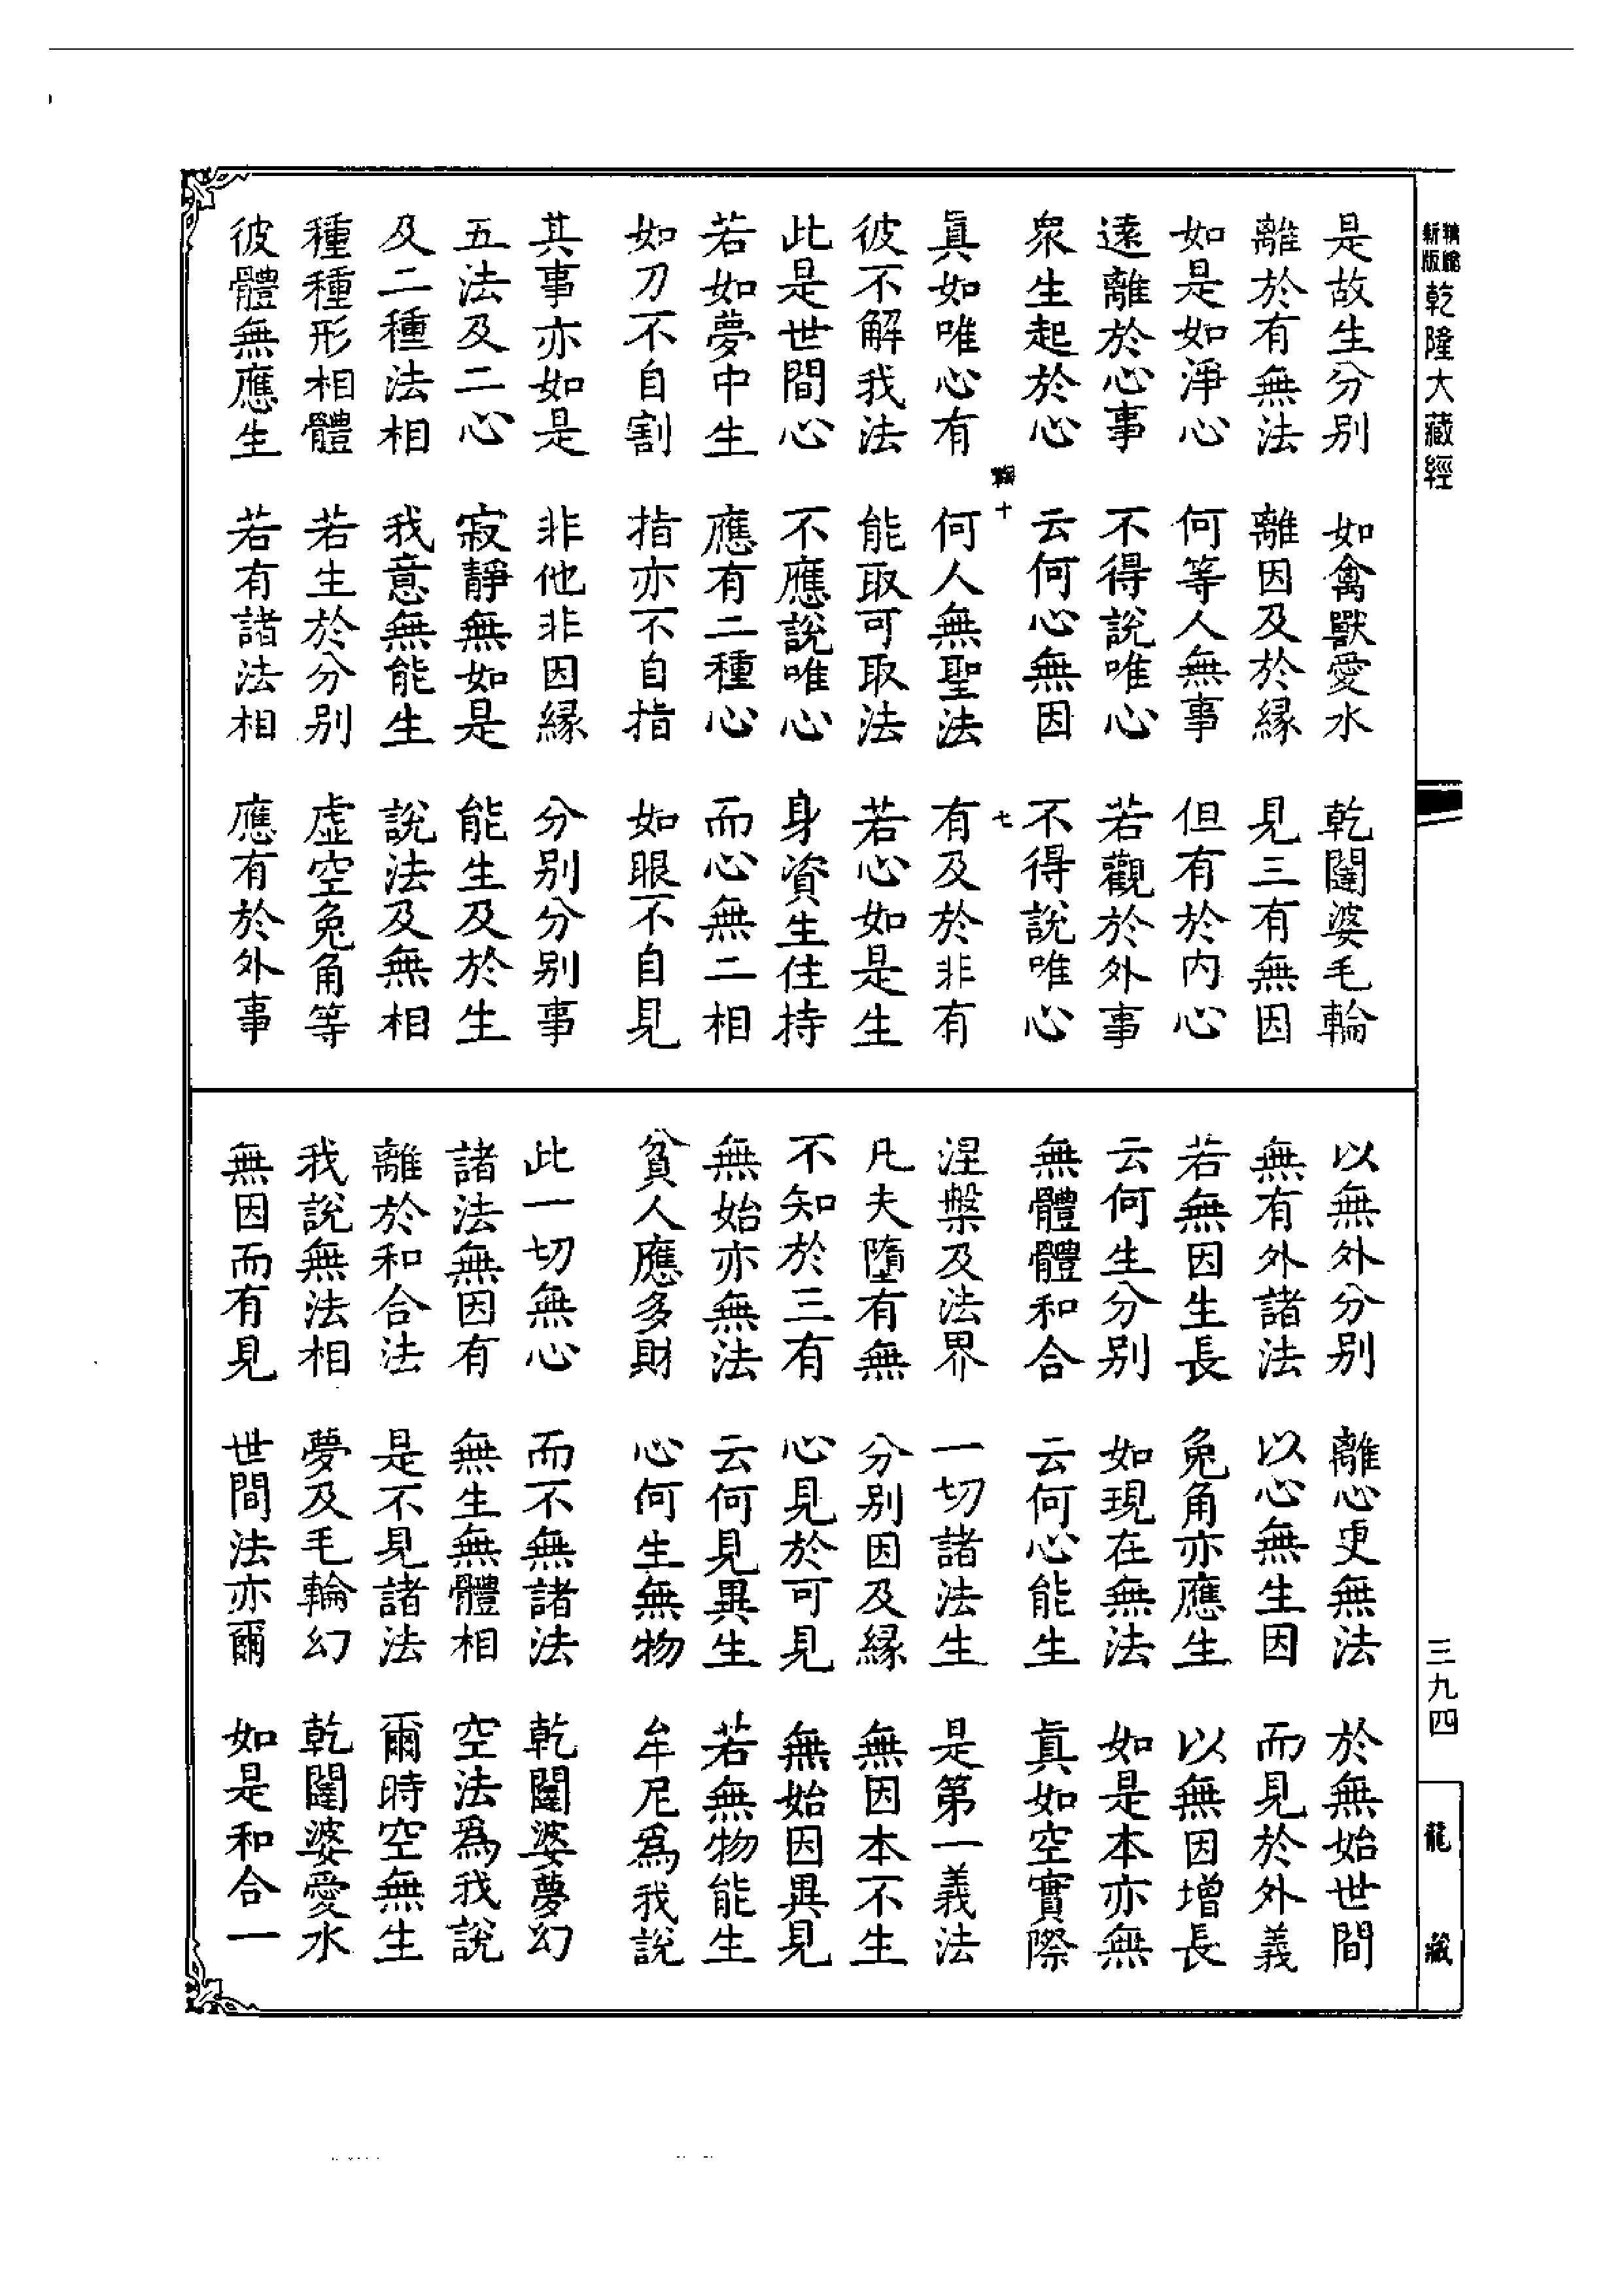 新版乾隆大藏經
是故生分別 如禽獸愛水 乾闥婆毛輪
離於有無法 離因及於緣 見三有無因
如是如淨心 何等人無事 但有於內心
遠離於心事 不得說唯心 若觀於外事
衆生起於心 云何心無因 不得說唯心
十 七
眞如唯心有 何人無聖法 有及於非有
彼不解我法 能取可取法 若心如是生
此是世間心 不應說唯心 身資生住持
若如夢中生 應有二種心 而心無二相
如刀不自割 指亦不自指 如眼不自見
其事亦如是 非他非因緣 分別分別事
五法及二心 寂靜無如是 能生及於生
及二種法相 我意無能生 說法及無相
種種形相體 若生於分別 虛空兔角等
彼體無應生 若有諸法相 應有於外事
以無外分別 離心更無法 於無始世間
無有外諸法 以心無生因 而見於外義
若無因生長 兔角亦應生 以無因增長
云何生分別 如現在無法 如是本亦無
無體體和合 云何心能生 眞如空實際
涅槃及法界 一切諸法生 是第一義法
凡夫墮有無 分別因及緣 無因本不生
不知於三有 心見於可見 無始因異見
無始亦無法 云何見異生 若無物能生
貧人應多財 心何生無物 牟尼爲我說
此一切無心 而不無諸法 乾闥婆夢幻
諸法無因有 無生無體相 空法爲我說
離於和合法 是不見諸法 爾時空無生
我說無法相 夢及毛輪幻 乾闥婆愛水
無因而有見 世間法亦爾 如是和合一
三九四
龍藏